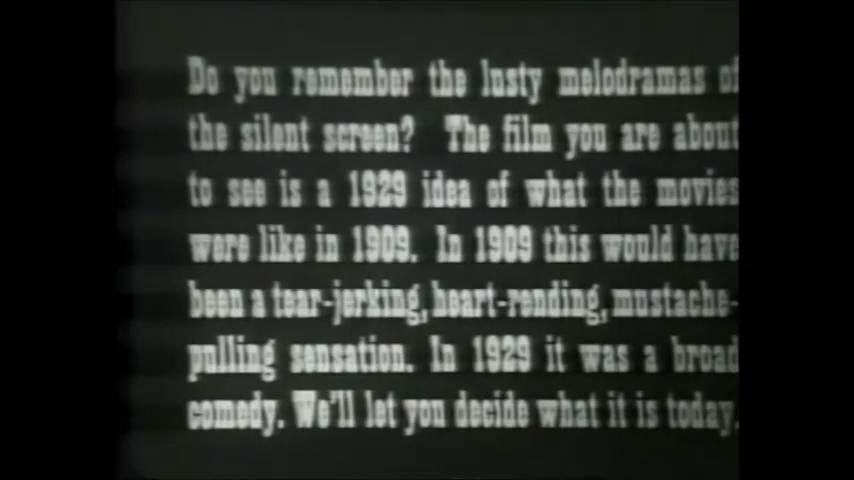 Do you remember the lusty melodramas of
the silent screen? The film you are about
to see is a 1929 idea of what the movies
were like in 1909. In 1909 this would have
been a tear-jerking, heart-rending, mustache-
pulling sensation. In 1929 it was a broad
comedy. We'll let you decide what it is today.